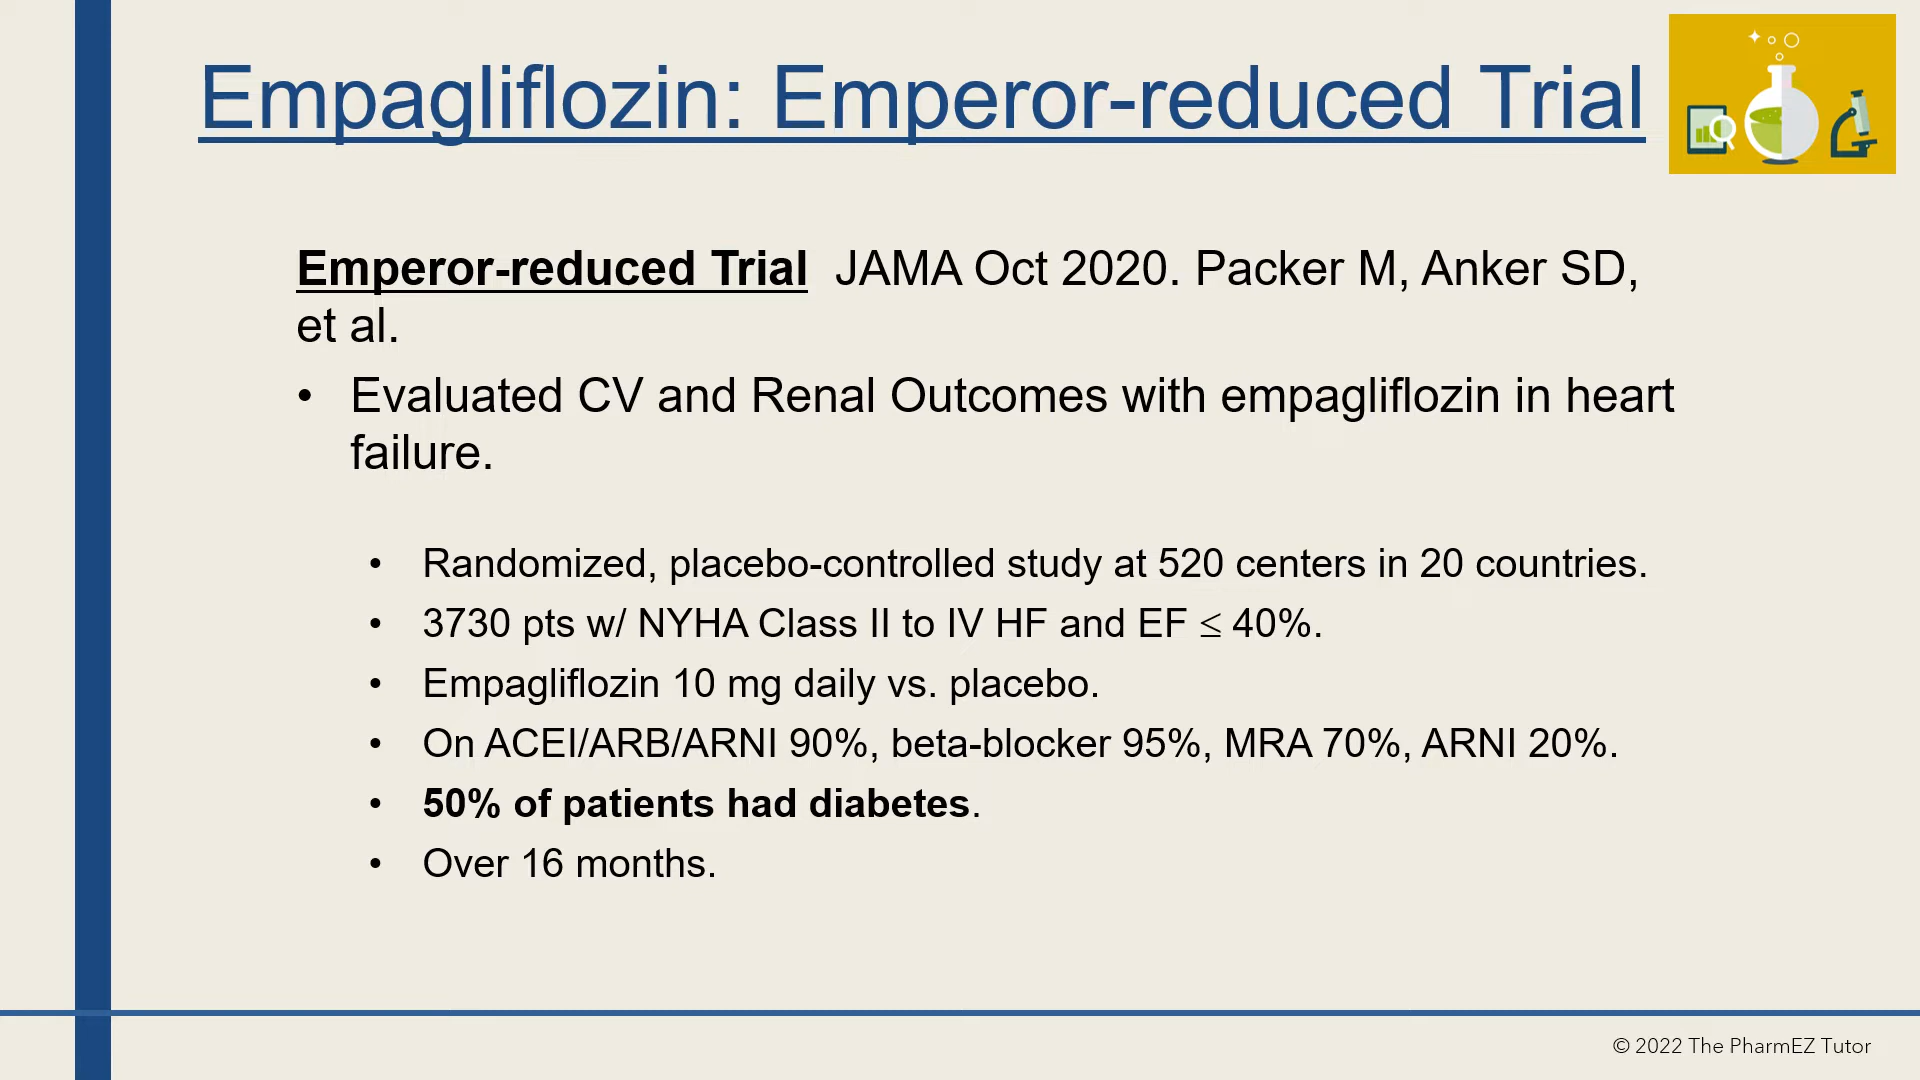 Empagliflozin: Emperor-reduced Trial
Emperor-reduced Trial JAMA Oct 2020. Packer M, Anker SD,
et al.
• Evaluated CV and Renal Outcomes with empagliflozin in heart
failure.
• Randomized, placebo-controlled study at 520 centers in 20 countries.
• 3730 pts w/ NYHA Class II to IV HF and EF ≤ 40%.
• Empagliflozin 10 mg daily vs. placebo.
• On ACEI/ARB/ARNI 90%, beta-blocker 95%, MRA 70%, ARNI 20%.
• 50% of patients had diabetes.
• Over 16 months.
© 2022 The PharmEZ Tutor